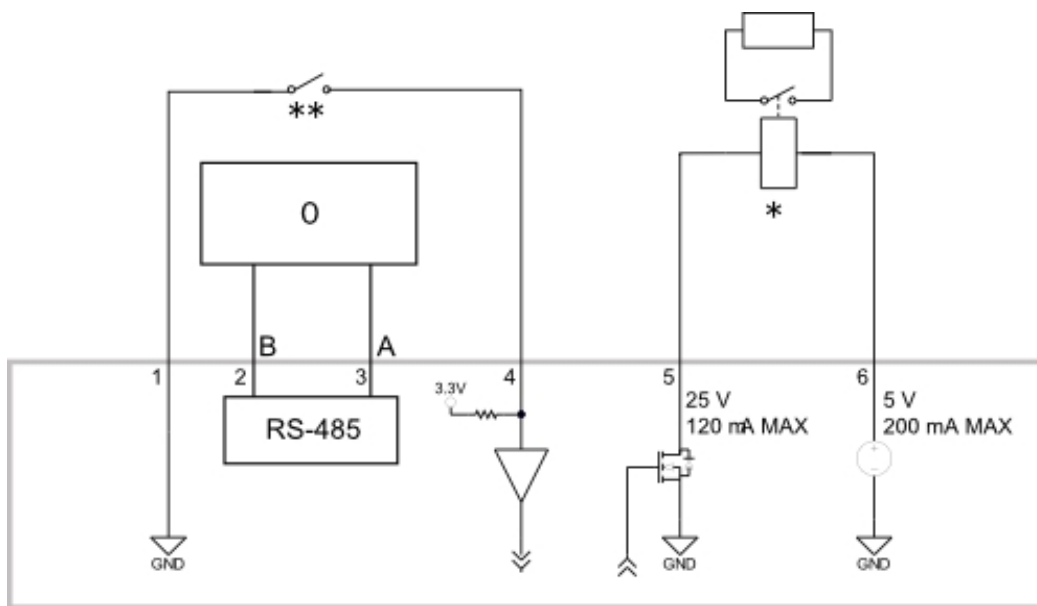 **
*
0
B
A
1
2
3
4
5
6
3.3V
25 V
120 mA MAX
5 V
200 mA MAX
RS-485
+
−
GND
GND
GND